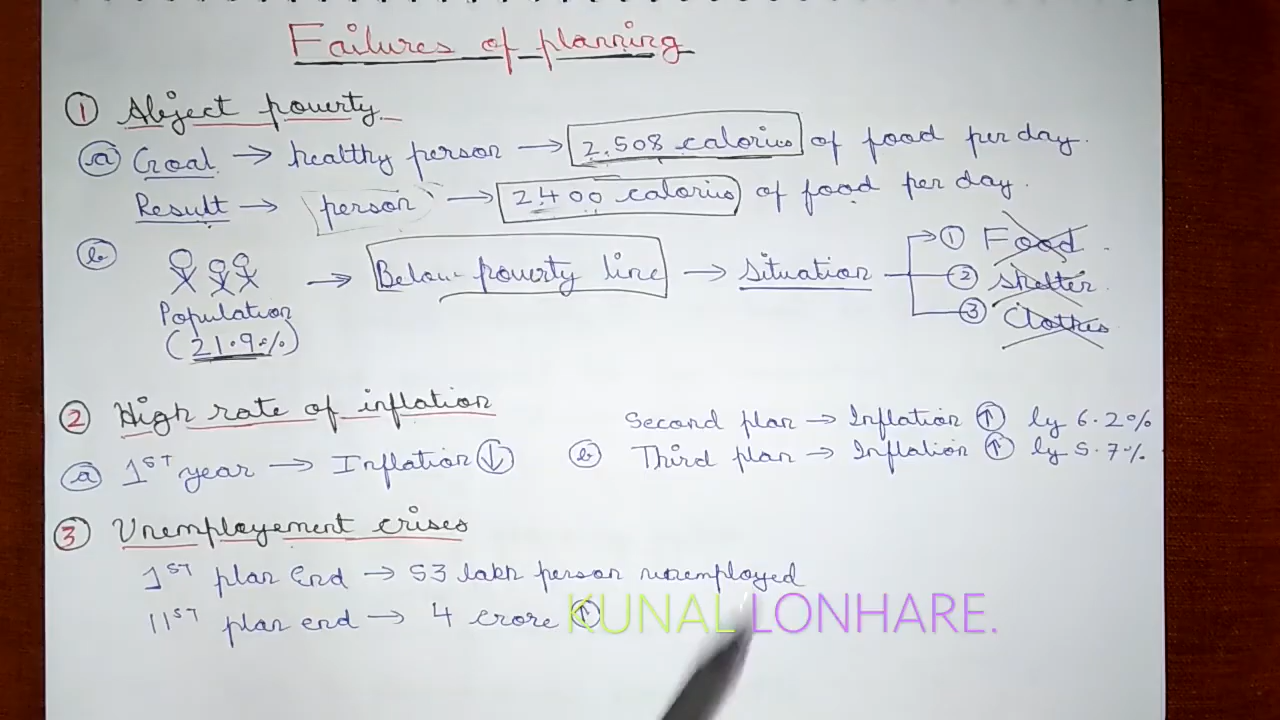 Failures of planning
① Abject poverty
ⓐ Goal → healthy person → 2,508 calories of food per day.
Result → person → 2400 calories of food per day.
ⓑ Population (21.9%) → Below poverty line → Situation
① Food
② Shelter
③ Clothes
② High rate of inflation
ⓐ 1ST year → Inflation ↓
ⓑ Second plan → Inflation ↑ by 6.2%
Third plan → Inflation ↑ by 5.7%
③ Unemployement crises
1ST plan End → 53 lakh person unemployed
11ST plan end → 4 crore ↑
KUNAL LONHARE.